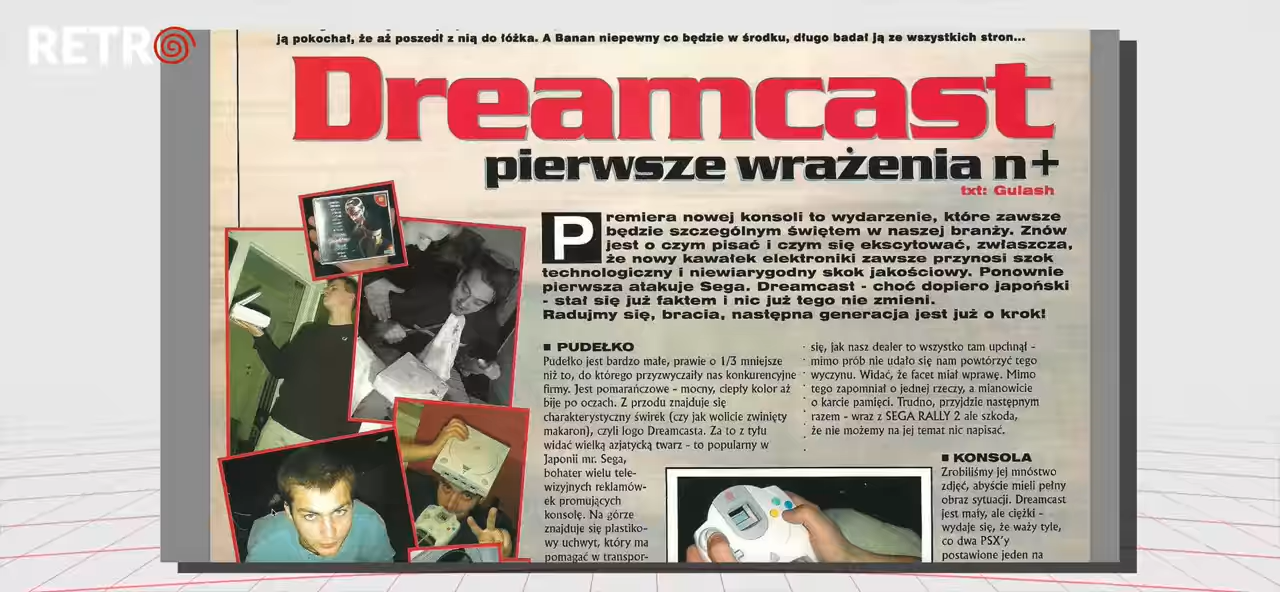 RETRO
ją pokochał, że aż poszedł z nią do łóżka. A Banan niepewny co będzie w środku, długo badał ją ze wszystkich stron...
Dreamcast
pierwsze wrażenia n+
txt: Gulash
Premiera nowej konsoli to wydarzenie, które zawsze
będzie szczególnym świętem w naszej branży. Znów
jest o czym pisać i czym się ekscytować, zwłaszcza,
że nowy kawałek elektroniki zawsze przynosi szok
technologiczny i niewiarygodny skok jakościowy. Ponownie
pierwsza atakuje Sega. Dreamcast - choć dopiero japoński
- stał się już faktem i nic już tego nie zmieni.
Radujmy się, bracia, następna generacja jest już o krok!
■ PUDEŁKO
Pudełko jest bardzo małe, prawie o 1/3 mniejsze
niż to, do którego przyzwyczaiły nas konkurencyjne
firmy. Jest pomarańczowe - mocny, ciepły kolor aż
bije po oczach. Z przodu znajduje się
charakterystyczny świrek (czy jak wolicie zwinięty
makaron), czyli logo Dreamcasta. Za to z tyłu
widać wielką azjatycką twarz - to popularny w
Japonii mr. Sega,
bohater wielu tele-
wizyjnych reklamów-
ek promujących
konsolę. Na górze
znajduje się plastiko-
wy uchwyt, który ma
pomagać w transpor-
się, jak nasz dealer to wszystko tam upchnął -
mimo prób nie udało się nam powtórzyć tego
wyczynu. Widać, że facet miał wprawę. Mimo
tego zapomniał o jednej rzeczy, a mianowicie
o karcie pamięci. Trudno, przyjdzie następnym
razem - wraz z SEGA RALLY 2 ale szkoda,
że nie możemy na jej temat nic napisać.
■ KONSOLA
Zrobiliśmy jej mnóstwo
zdjęć, abyście mieli pełny
obraz sytuacji. Dreamcast
jest mały, ale ciężki -
wydaje się, że waży tyle,
co dwa PSX'y
postawione jeden na